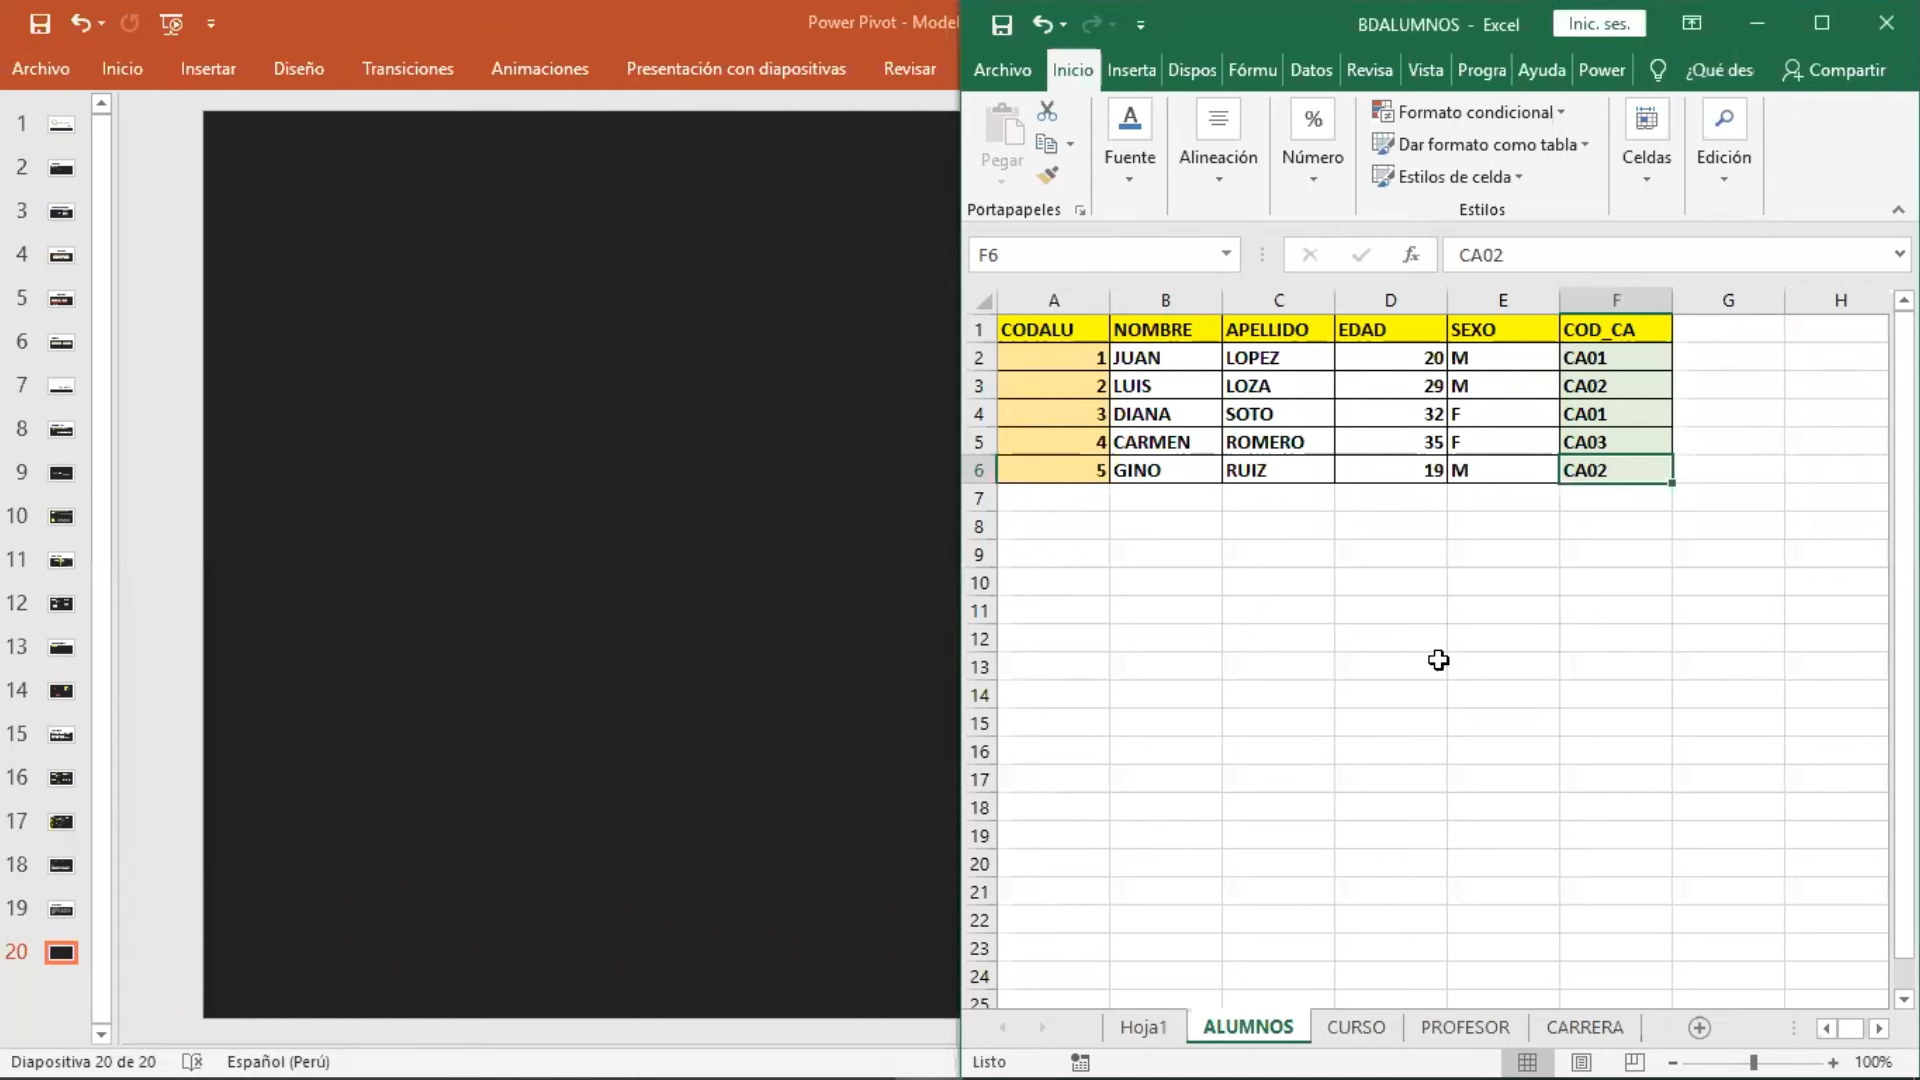 Power Pivot - Model
Archivo Inicio Insertar Diseño Transiciones Animaciones Presentación con diapositivas Revisar
1
2
3
4
5
6
7
8
9
10
11
12
13
14
15
16
17
18
19
20
Diapositiva 20 de 20 Español (Perú)
BDALUMNOS - Excel Inic. ses.
Archivo Inicio Inserta Dispos Fórmu Datos Revisa Vista Progra Ayuda Power ¿Qué des Compartir
Pegar
Portapapeles
Fuente
Alineación
%
Número
Formato condicional
Dar formato como tabla
Estilos de celda
Estilos
Celdas
Edición
F6 fx CA02
A B C D E F G H
1 CODALU NOMBRE APELLIDO EDAD SEXO COD_CA
2 1 JUAN LOPEZ 20 M CA01
3 2 LUIS LOZA 29 M CA02
4 3 DIANA SOTO 32 F CA01
5 4 CARMEN ROMERO 35 F CA03
6 5 GINO RUIZ 19 M CA02
7
8
9
10
11
12
13
14
15
16
17
18
19
20
21
22
23
24
25
Hoja1 ALUMNOS CURSO PROFESOR CARRERA
Listo 100%